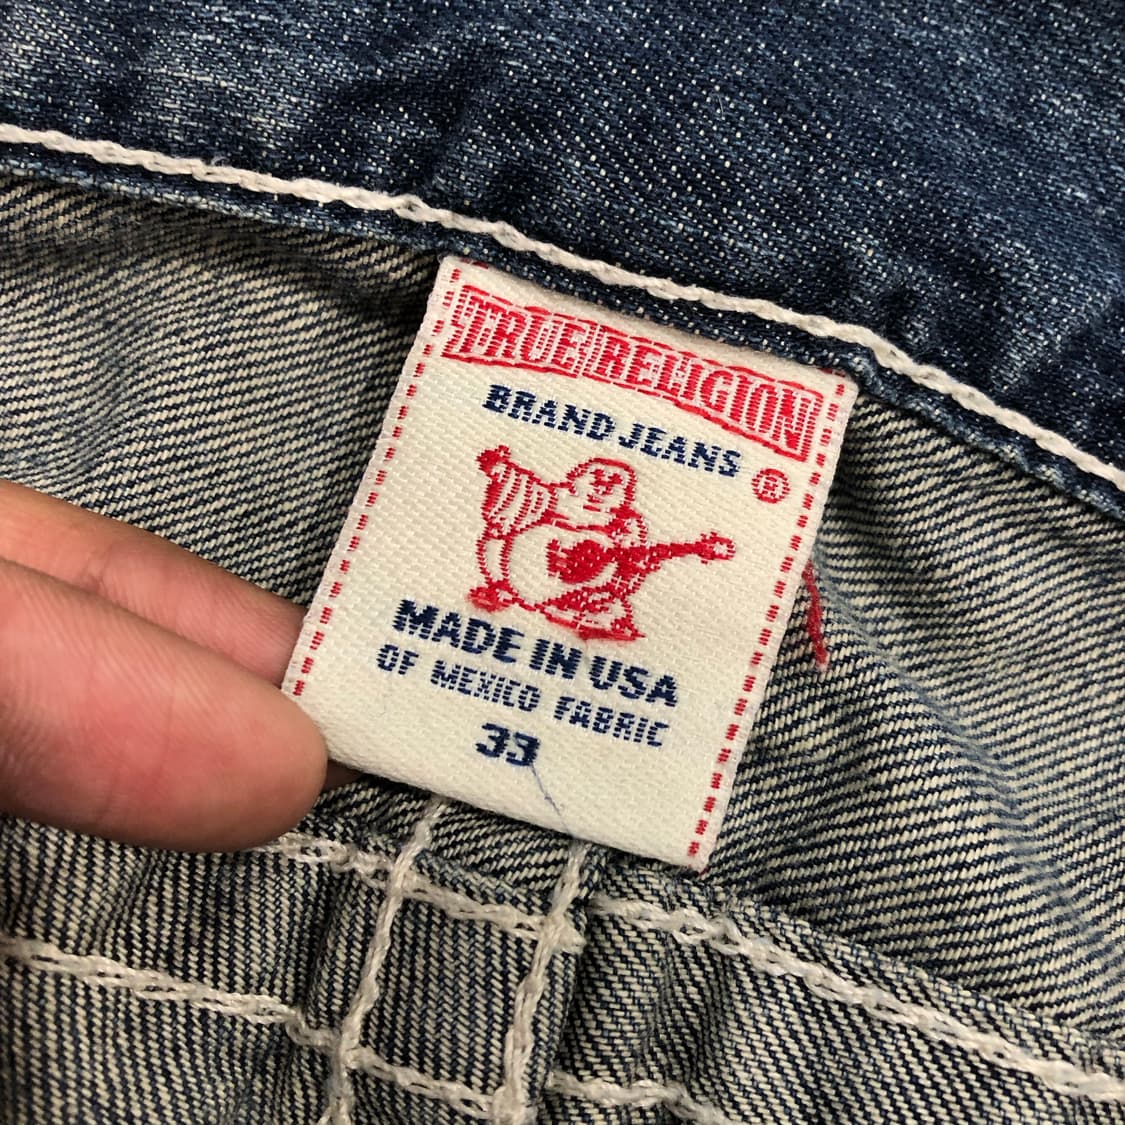 TRUE RELIGION
BRAND JEANS
®
MADE IN USA
OF MEXICO FABRIC
33